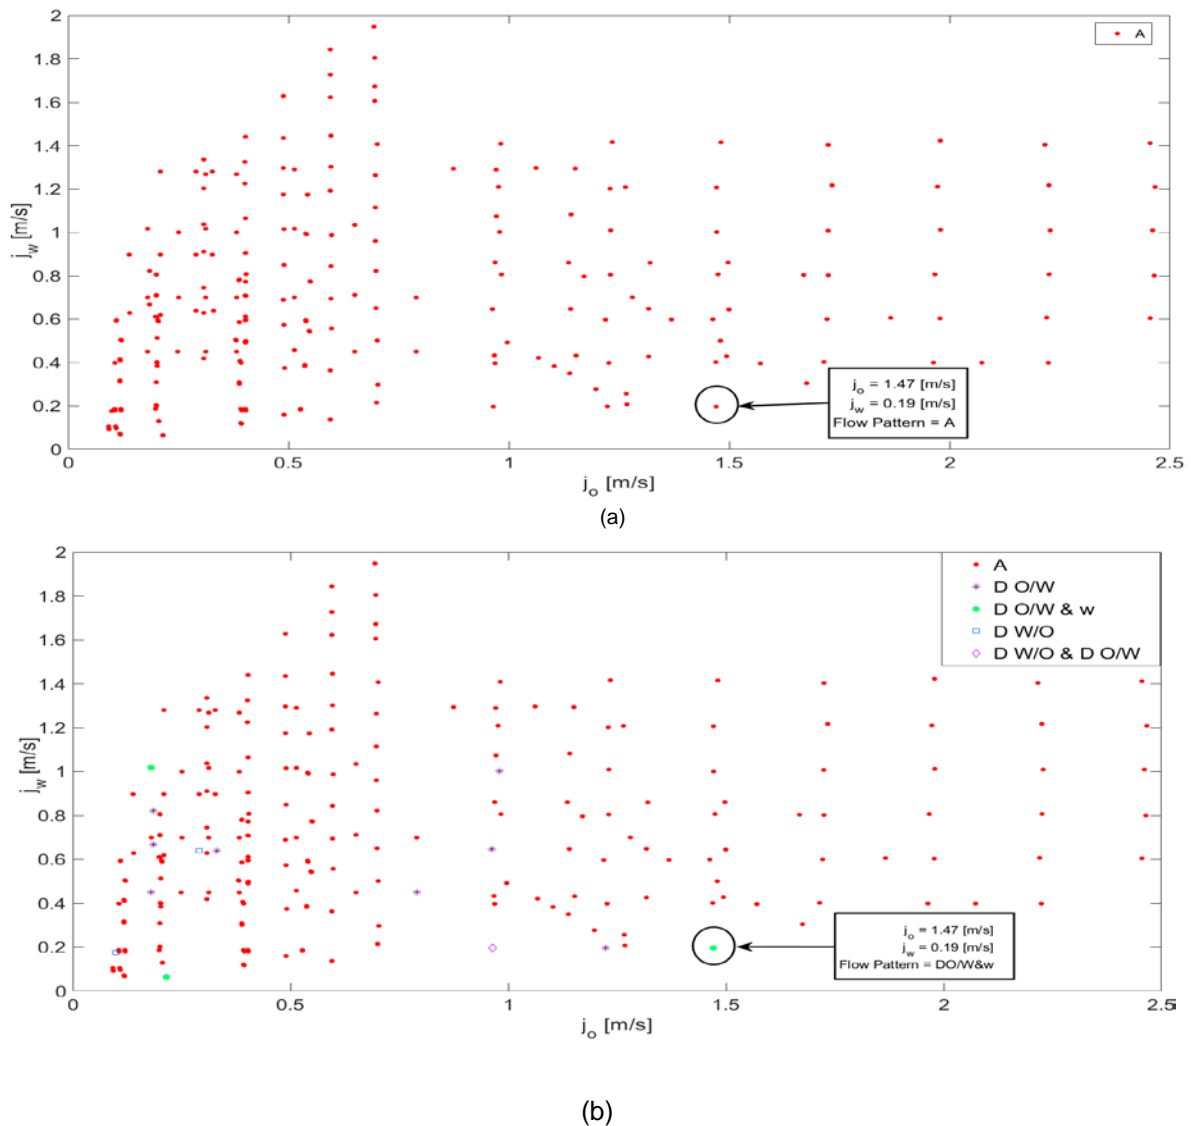 2
1.8
1.6
1.4
1.2
1
0.8
0.6
0.4
0.2
0
j_w [m/s]
A
j_o = 1.47 [m/s]
j_w = 0.19 [m/s]
Flow Pattern = A
0 0.5 1 1.5 2 2.5
j_o [m/s]
(a)
2
1.8
1.6
1.4
1.2
1
0.8
0.6
0.4
0.2
0
j_w [m/s]
A
D O/W
D O/W & w
D W/O
D W/O & D O/W
j_o = 1.47 [m/s]
j_w = 0.19 [m/s]
Flow Pattern = DO/W&w
0 0.5 1 1.5 2 2.5
j_o [m/s]
(b)